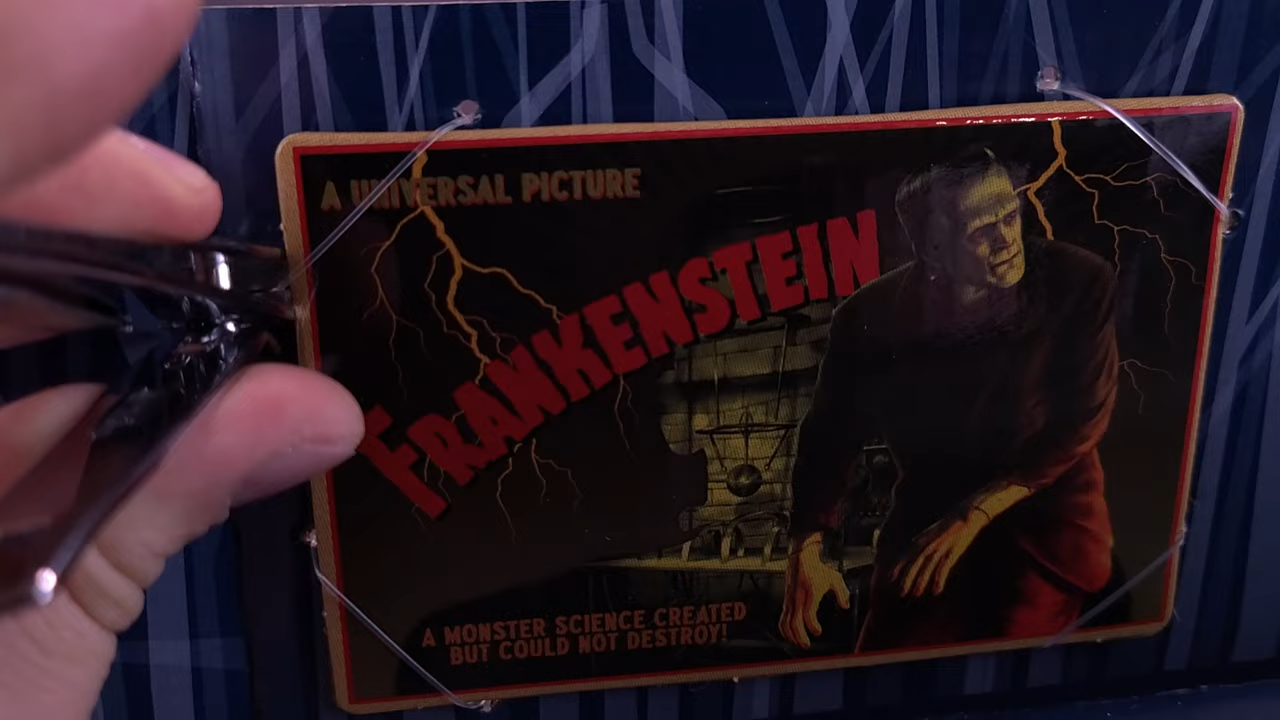 A UNIVERSAL PICTURE
FRANKENSTEIN
A MONSTER SCIENCE CREATED
BUT COULD NOT DESTROY!